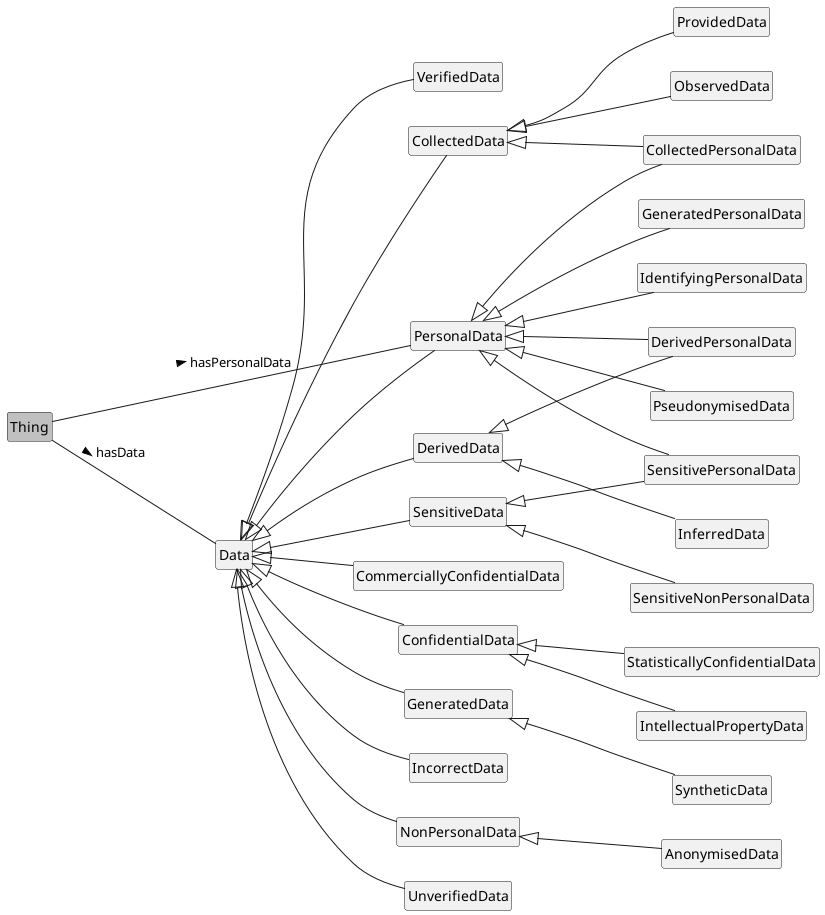 ProvidedData
VerifiedData
ObservedData
CollectedData
CollectedPersonalData
GeneratedPersonalData
IdentifyingPersonalData
PersonalData
DerivedPersonalData
hasPersonalData
PseudonymisedData
Thing
DerivedData
hasData
SensitivePersonalData
SensitiveData
InferredData
Data
CommerciallyConfidentialData
SensitiveNonPersonalData
ConfidentialData
StatisticallyConfidentialData
GeneratedData
IntellectualPropertyData
IncorrectData
SyntheticData
NonPersonalData
AnonymisedData
UnverifiedData